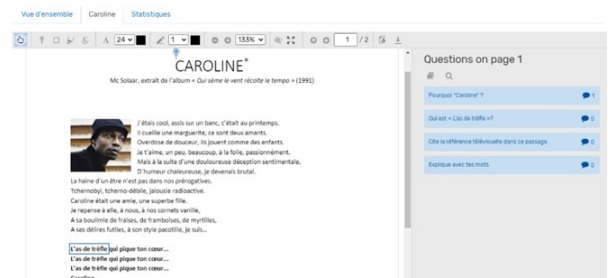 Vue d'ensemble
Caroline
Statistiques
A 24 1 133% 1 / 2
CAROLINE*
Mc Solaar, extrait de l'album « Qui sème le vent récolte le tempo » (1991)
J'étais cool, assis sur un banc, c'était au printemps.
Il cueille une marguerite, ce sont deux amants.
Overdose de douceur, ils jouent comme des enfants.
Je t'aime, un peu, beaucoup, à la folie, passionnément.
Mais à la suite d'une douloureuse déception sentimentale,
D'humeur chaleureuse, je devenais brutal.
La haine d'un être n'est pas dans nos prérogatives.
Tchernobyl, tcherno-débile, jalousie radioactive.
Caroline était une amie, une superbe fille.
Je repense à elle, à nous, à nos cornets vanille,
A sa boulimie de fraises, de framboises, de myrtilles,
A ses délires futiles, à son style pacotille, je suis...
L'as de trèfle qui pique ton cœur...
L'as de trèfle qui pique ton cœur...
L'as de trèfle qui pique ton cœur...
Caroline
Questions on page 1
Pourquoi "Caroline" ? 1
Qui est « L'as de trèfle »? 0
Cite la référence télévisuelle dans ce passage. 0
Explique avec tes mots. 0